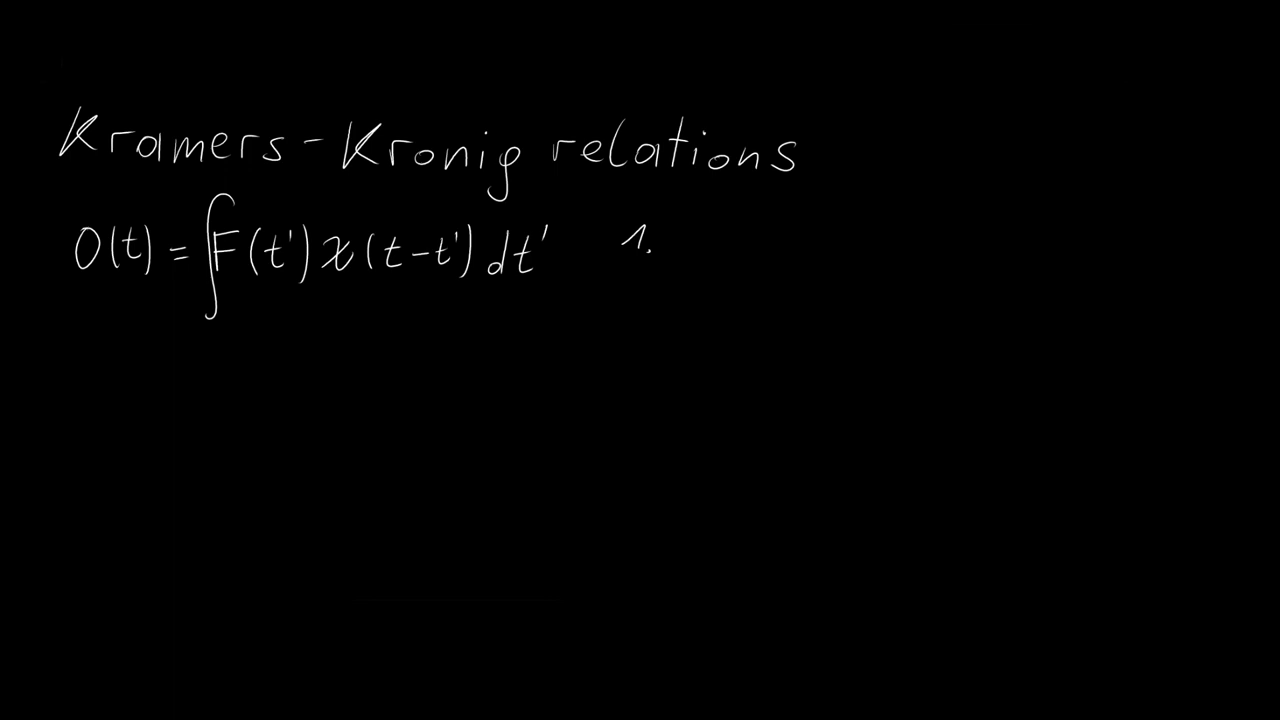 Kramers-Kronig relations
O(t) = ∫F(t')χ(t-t')dt' 1.